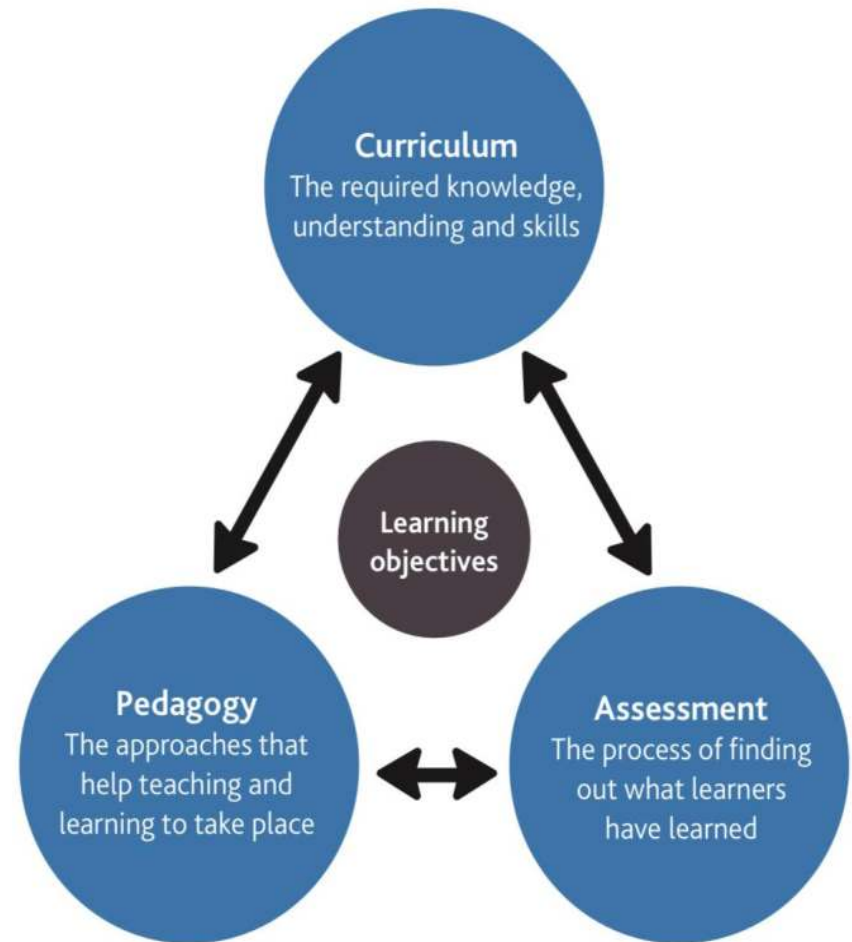 Curriculum
The required knowledge,
understanding and skills
Learning
objectives
Pedagogy
The approaches that
help teaching and
learning to take place
Assessment
The process of finding
out what learners
have learned